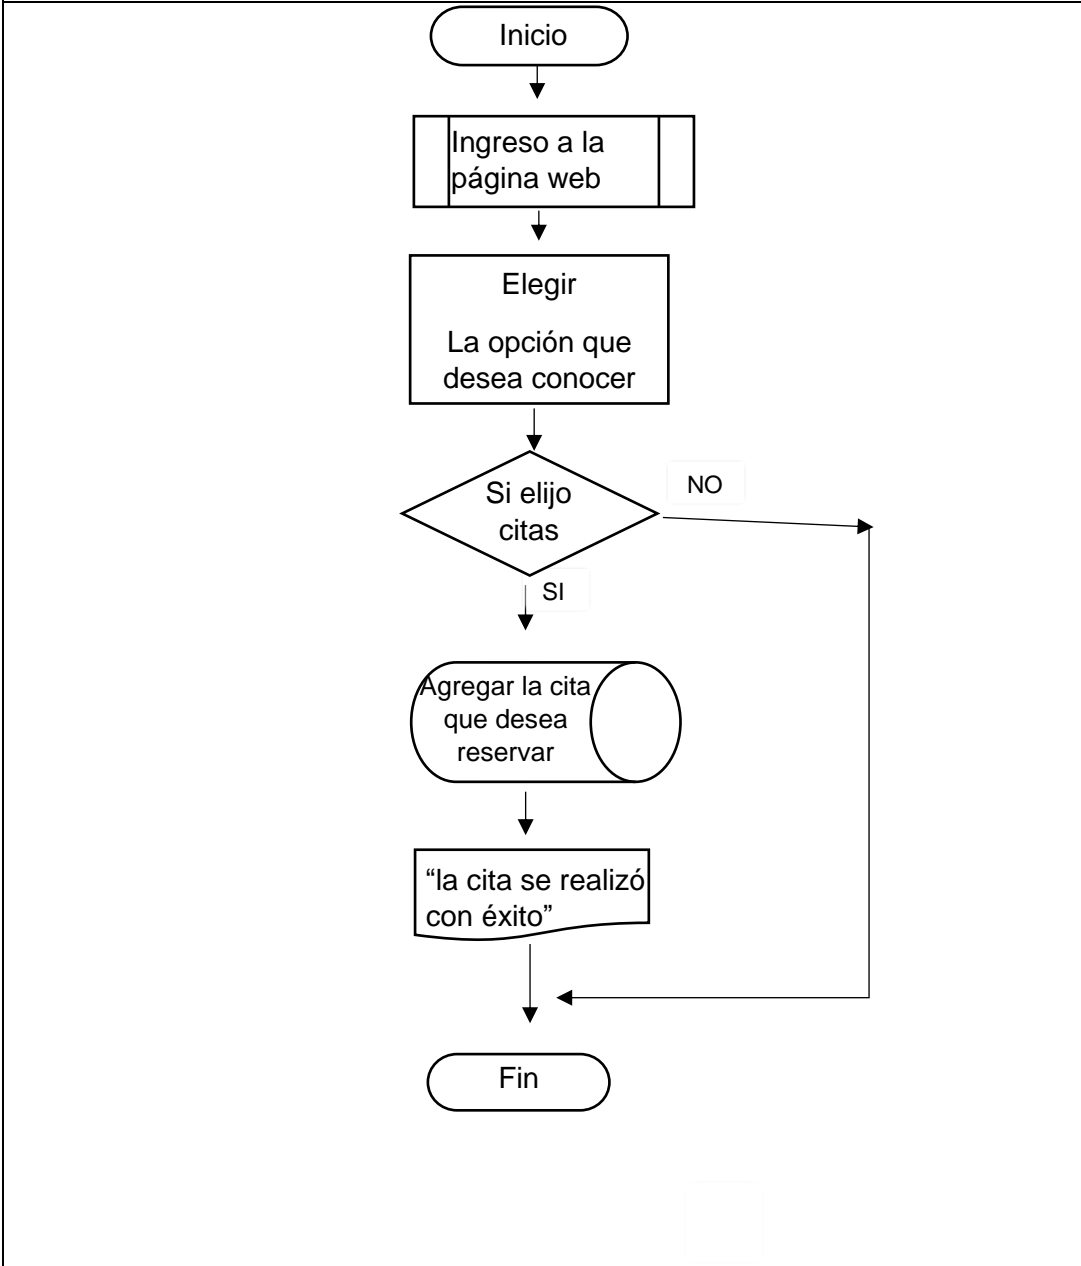 Inicio
Ingreso a la
página web
Elegir
La opción que
desea conocer
Si elijo
citas
NO
SI
Agregar la cita
que desea
reservar
“la cita se realizó
con éxito”
Fin